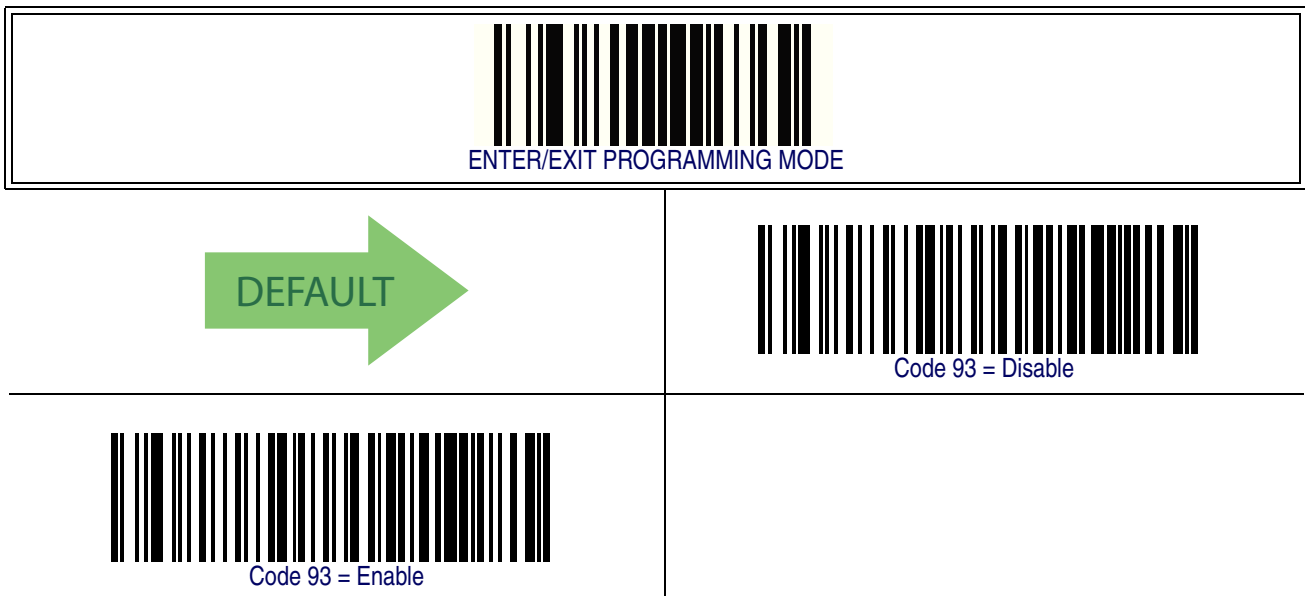 ENTER/EXIT PROGRAMMING MODE
DEFAULT
Code 93 = Disable
Code 93 = Enable